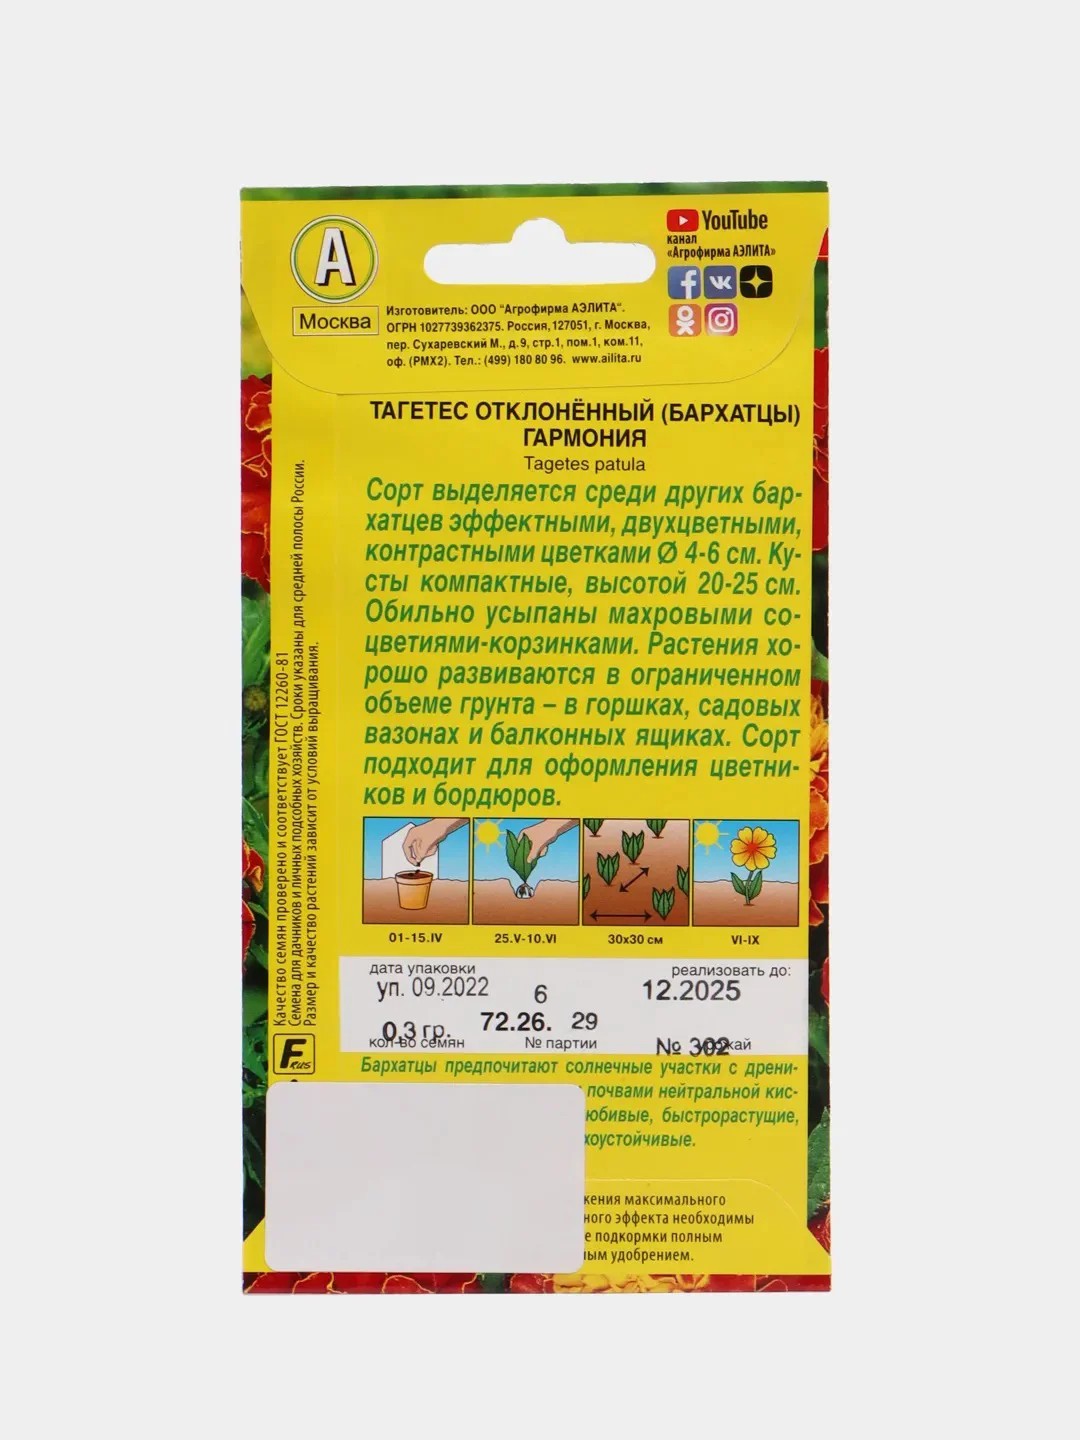 А
Москва
YouTube
канал
«Агрофирма АЭЛИТА»
Изготовитель: ООО "Агрофирма АЭЛИТА".
ОГРН 1027739362375. Россия, 127051, г. Москва,
пер. Сухаревский М., д.9, стр.1, пом.1, ком.11,
оф. (РМХ2). Тел.: (499) 180 80 96. www.ailita.ru
ТАГЕТЕС ОТКЛОНЁННЫЙ (БАРХАТЦЫ)
ГАРМОНИЯ
Tagetes patula
Сорт выделяется среди других бар-
хатцев эффектными, двухцветными,
контрастными цветками Ø 4-6 см. Ку-
сты компактные, высотой 20-25 см.
Обильно усыпаны махровыми со-
цветиями-корзинками. Растения хо-
рошо развиваются в ограниченном
объеме грунта – в горшках, садовых
вазонах и балконных ящиках. Сорт
подходит для оформления цветни-
ков и бордюров.
01-15.IV 25.V-10.VI 30х30 см VI-IX
дата упаковки реализовать до:
уп. 09.2022 6 12.2025
0,3 гр. 72.26. 29 № 302
кол-во семян № партии урожай
Бархатцы предпочитают солнечные участки с дрени-
почвами нейтральной кис-
юбивые, быстрорастущие,
хоустойчивые.
жения максимального
ного эффекта необходимы
е подкормки полным
ым удобрением.
Качество семян проверено и соответствует ГОСТ 12260-81
Семена для дачников и личных подсобных хозяйств. Сроки указаны для средней полосы России.
Размер и качество растений зависит от условий выращивания.
F RUS